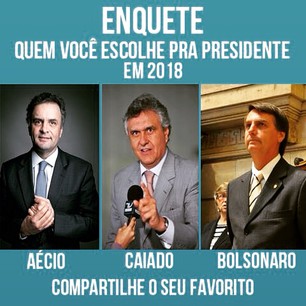 ENQUETE
QUEM VOCÊ ESCOLHE PRA PRESIDENTE
EM 2018
AÉCIO CAIADO BOLSONARO
COMPARTILHE O SEU FAVORITO